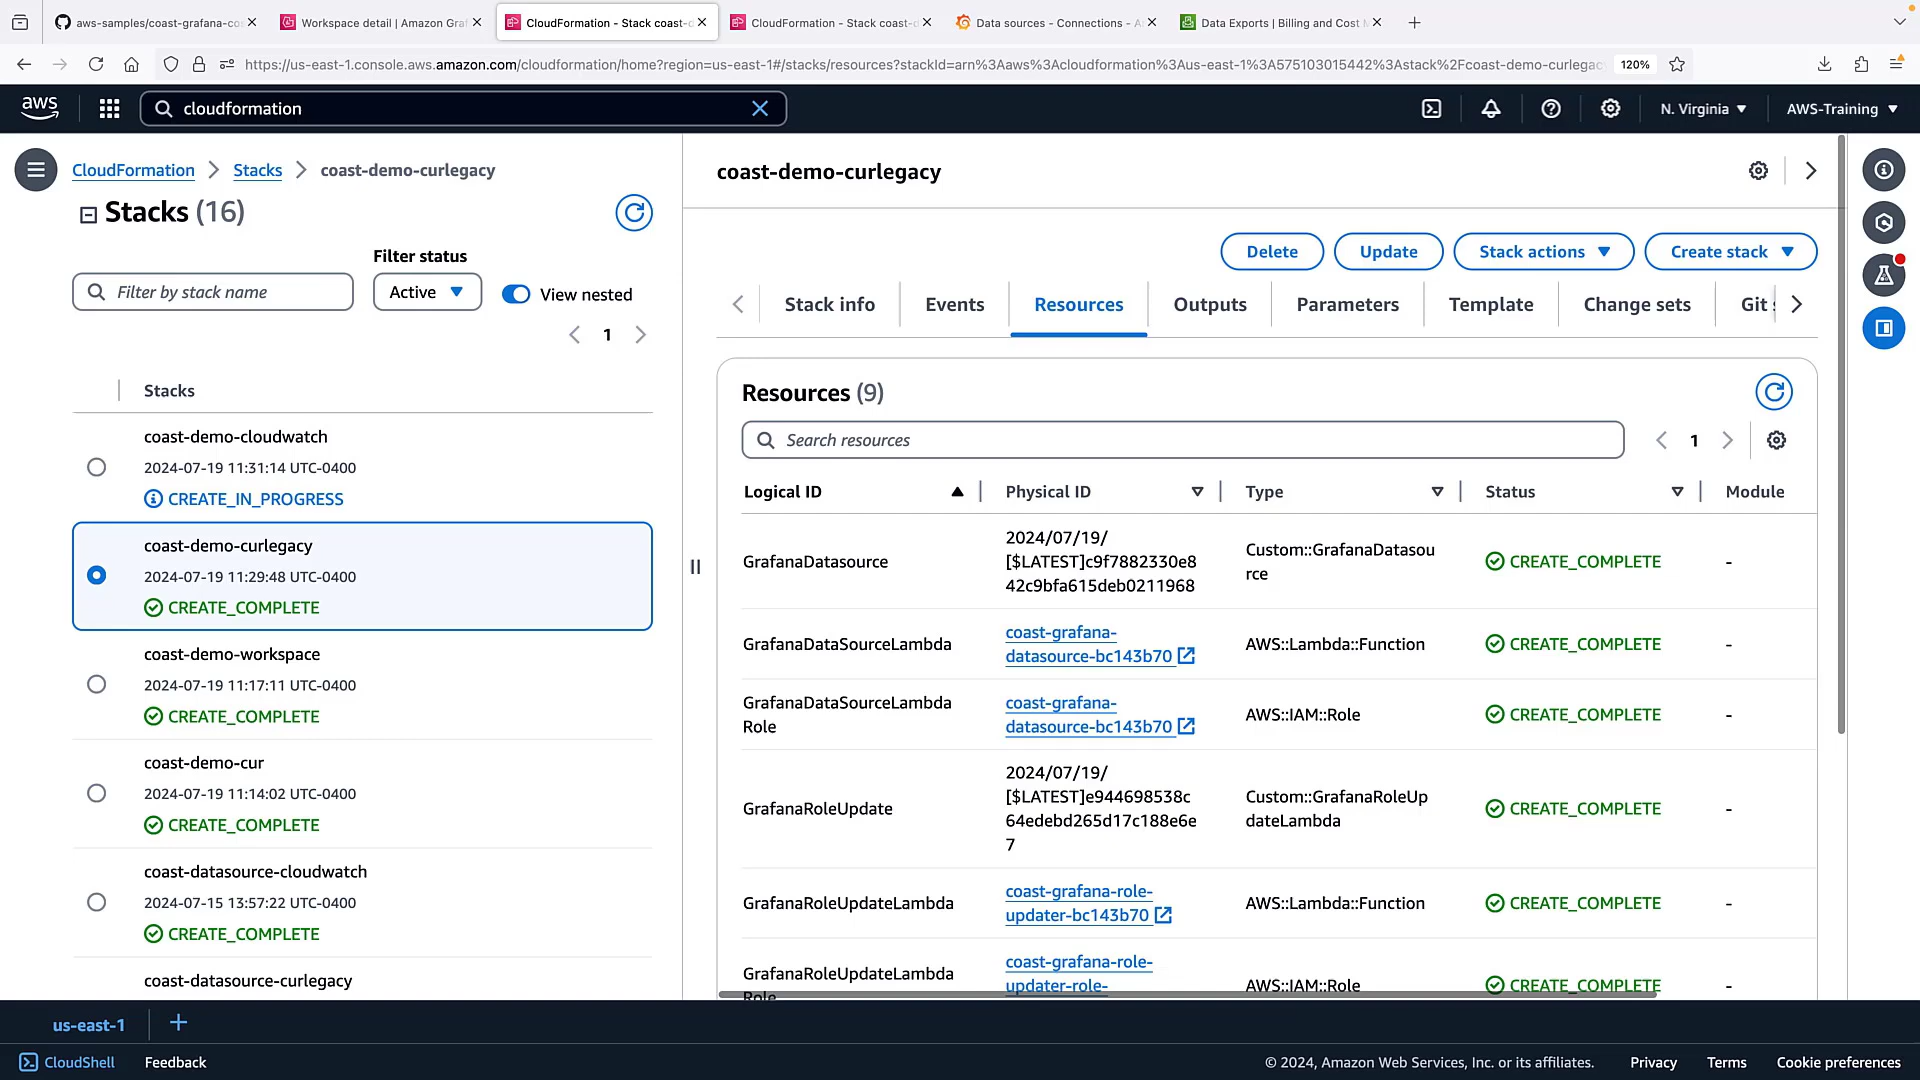 aws-samples/coast-grafana-co
Workspace detail | Amazon Gra
CloudFormation - Stack coast-d
CloudFormation - Stack coast-d
Data sources - Connections - A
Data Exports | Billing and Cost M
https://us-east-1.console.aws.amazon.com/cloudformation/home?region=us-east-1#/stacks/resources?stackId=arn%3Aaws%3Acloudformation%3Aus-east-1%3A575103015442%3Astack%2Fcoast-demo-curlegac
120%
aws
cloudformation
N. Virginia
AWS-Training
CloudFormation
Stacks
coast-demo-curlegacy
Stacks (16)
Filter by stack name
Filter status
Active
View nested
1
Stacks
coast-demo-cloudwatch
2024-07-19 11:31:14 UTC-0400
CREATE_IN_PROGRESS
coast-demo-curlegacy
2024-07-19 11:29:48 UTC-0400
CREATE_COMPLETE
coast-demo-workspace
2024-07-19 11:17:11 UTC-0400
CREATE_COMPLETE
coast-demo-cur
2024-07-19 11:14:02 UTC-0400
CREATE_COMPLETE
coast-datasource-cloudwatch
2024-07-15 13:57:22 UTC-0400
CREATE_COMPLETE
coast-datasource-curlegacy
coast-demo-curlegacy
Delete
Update
Stack actions
Create stack
Stack info
Events
Resources
Outputs
Parameters
Template
Change sets
Git s
Resources (9)
Search resources
1
Logical ID
Physical ID
Type
Status
Module
GrafanaDatasource
2024/07/19/
[$LATEST]c9f7882330e8
42c9bfa615deb0211968
Custom::GrafanaDatasou
rce
CREATE_COMPLETE
-
GrafanaDataSourceLambda
coast-grafana-
datasource-bc143b70
AWS::Lambda::Function
CREATE_COMPLETE
-
GrafanaDataSourceLambda
Role
coast-grafana-
datasource-bc143b70
AWS::IAM::Role
CREATE_COMPLETE
-
GrafanaRoleUpdate
2024/07/19/
[$LATEST]e944698538c
64edebd265d17c188e6e
7
Custom::GrafanaRoleUp
dateLambda
CREATE_COMPLETE
-
GrafanaRoleUpdateLambda
coast-grafana-role-
updater-bc143b70
AWS::Lambda::Function
CREATE_COMPLETE
-
GrafanaRoleUpdateLambda
Role
coast-grafana-role-
updater-role-
AWS::IAM::Role
CREATE_COMPLETE
-
us-east-1
CloudShell
Feedback
© 2024, Amazon Web Services, Inc. or its affiliates.
Privacy
Terms
Cookie preferences